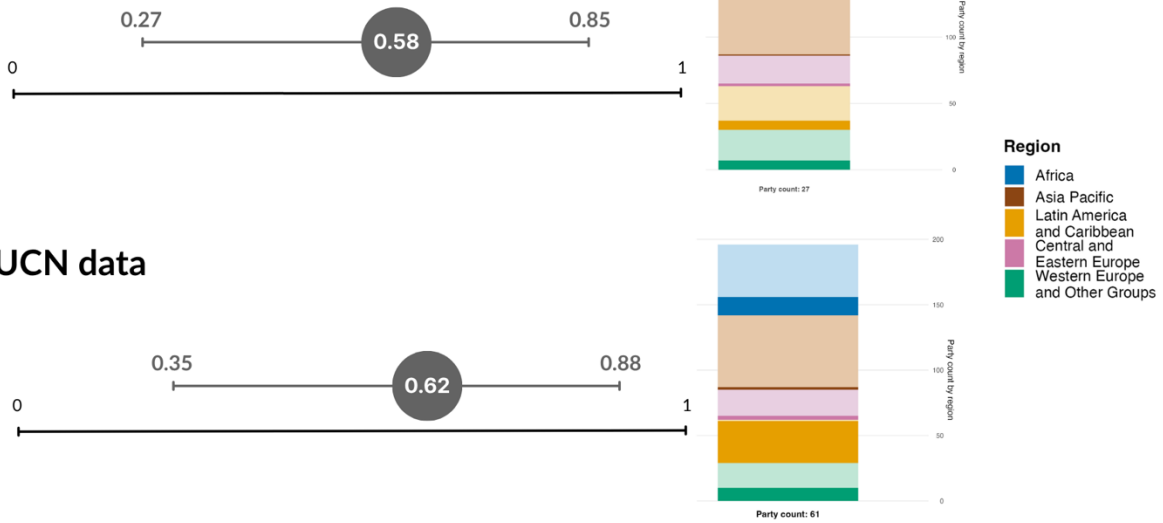 0.27
0.58
0.85
0
1
100
50
0
Party count by region
Party count: 27
Region
Africa
Asia Pacific
Latin America
and Caribbean
Central and
Eastern Europe
Western Europe
and Other Groups
UCN data
0.35
0.62
0.88
0
1
200
150
100
50
0
Party count by region
Party count: 61